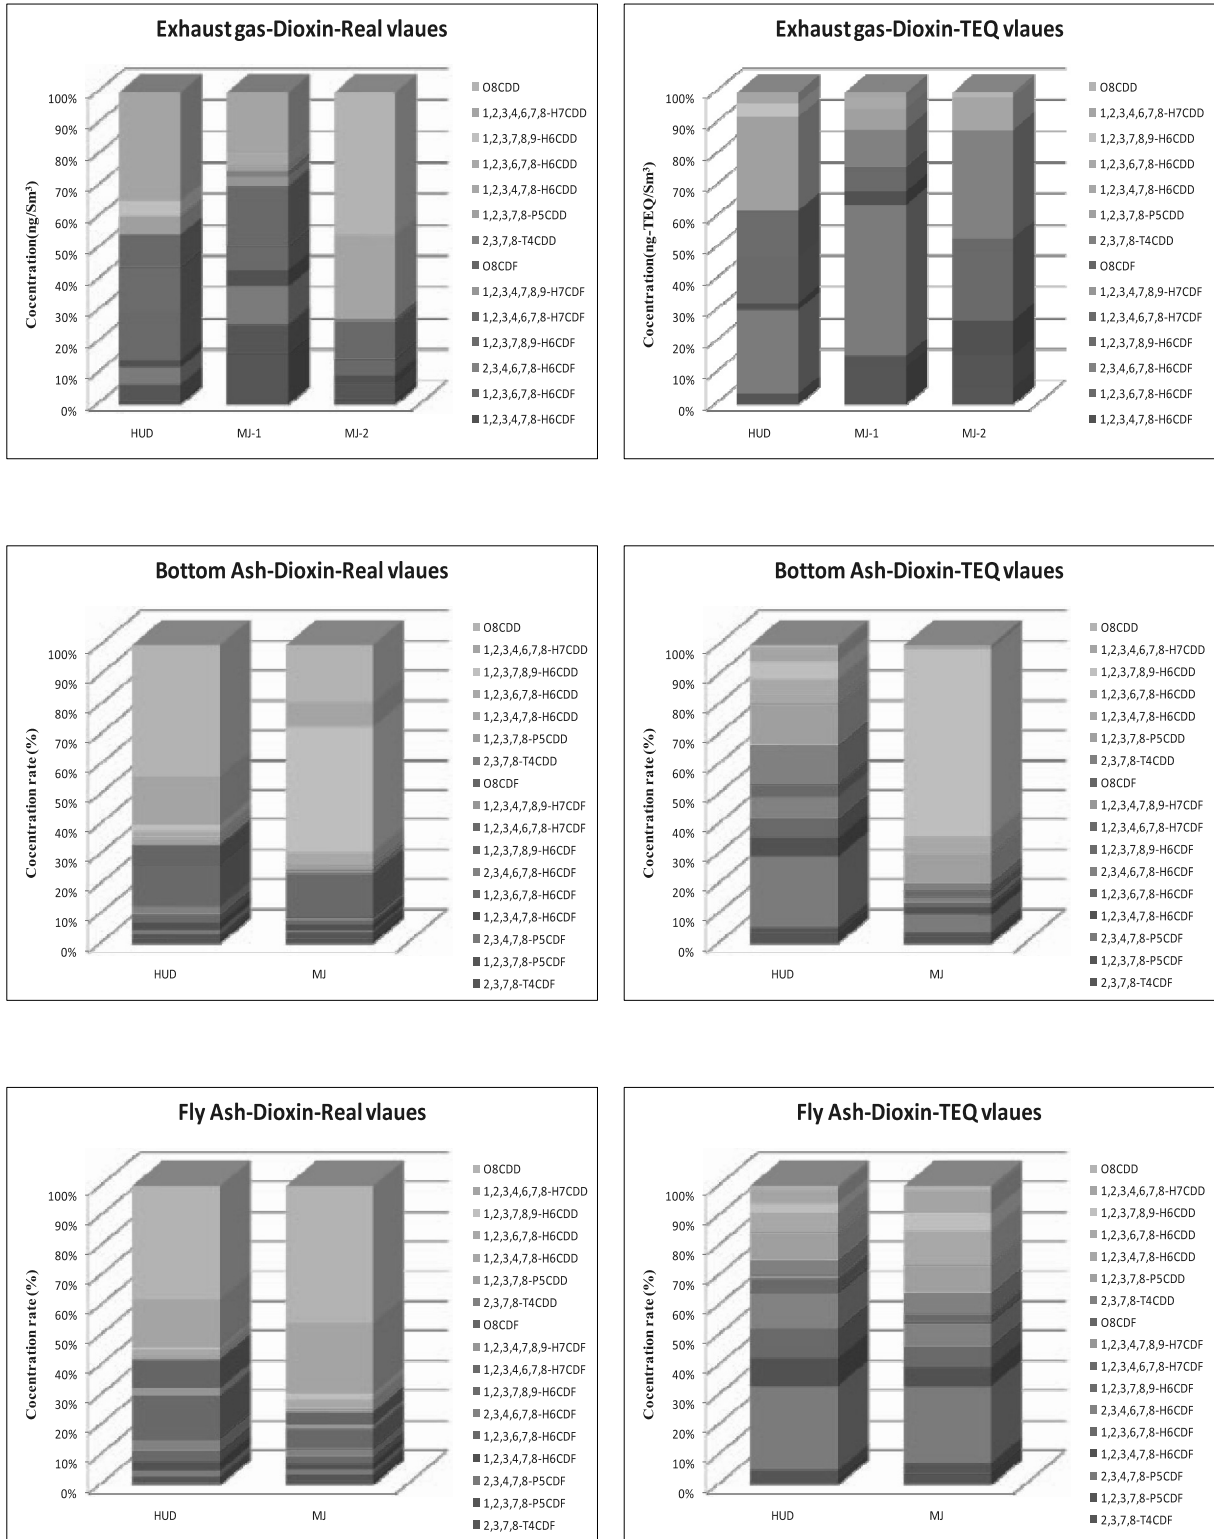 Exhaust gas-Dioxin-Real vlaues
Cocentration(ng/Sm³)
100%
90%
80%
70%
60%
50%
40%
30%
20%
10%
0%
HUD MJ-1 MJ-2
O8CDD
1,2,3,4,6,7,8-H7CDD
1,2,3,7,8,9-H6CDD
1,2,3,6,7,8-H6CDD
1,2,3,4,7,8-H6CDD
1,2,3,7,8-P5CDD
2,3,7,8-T4CDD
O8CDF
1,2,3,4,7,8,9-H7CDF
1,2,3,4,6,7,8-H7CDF
1,2,3,7,8,9-H6CDF
2,3,4,6,7,8-H6CDF
1,2,3,6,7,8-H6CDF
1,2,3,4,7,8-H6CDF
Exhaust gas-Dioxin-TEQ vlaues
Cocentration(ng-TEQ/Sm³)
100%
90%
80%
70%
60%
50%
40%
30%
20%
10%
0%
HUD MJ-1 MJ-2
O8CDD
1,2,3,4,6,7,8-H7CDD
1,2,3,7,8,9-H6CDD
1,2,3,6,7,8-H6CDD
1,2,3,4,7,8-H6CDD
1,2,3,7,8-P5CDD
2,3,7,8-T4CDD
O8CDF
1,2,3,4,7,8,9-H7CDF
1,2,3,4,6,7,8-H7CDF
1,2,3,7,8,9-H6CDF
2,3,4,6,7,8-H6CDF
1,2,3,6,7,8-H6CDF
1,2,3,4,7,8-H6CDF
Bottom Ash-Dioxin-Real vlaues
Cocentration rate (%)
100%
90%
80%
70%
60%
50%
40%
30%
20%
10%
0%
HUD MJ
O8CDD
1,2,3,4,6,7,8-H7CDD
1,2,3,7,8,9-H6CDD
1,2,3,6,7,8-H6CDD
1,2,3,4,7,8-H6CDD
1,2,3,7,8-P5CDD
2,3,7,8-T4CDD
O8CDF
1,2,3,4,7,8,9-H7CDF
1,2,3,4,6,7,8-H7CDF
1,2,3,7,8,9-H6CDF
2,3,4,6,7,8-H6CDF
1,2,3,6,7,8-H6CDF
1,2,3,4,7,8-H6CDF
2,3,4,7,8-P5CDF
1,2,3,7,8-P5CDF
2,3,7,8-T4CDF
Bottom Ash-Dioxin-TEQ vlaues
Cocentration rate (%)
100%
90%
80%
70%
60%
50%
40%
30%
20%
10%
0%
HUD MJ
O8CDD
1,2,3,4,6,7,8-H7CDD
1,2,3,7,8,9-H6CDD
1,2,3,6,7,8-H6CDD
1,2,3,4,7,8-H6CDD
1,2,3,7,8-P5CDD
2,3,7,8-T4CDD
O8CDF
1,2,3,4,7,8,9-H7CDF
1,2,3,4,6,7,8-H7CDF
1,2,3,7,8,9-H6CDF
2,3,4,6,7,8-H6CDF
1,2,3,6,7,8-H6CDF
1,2,3,4,7,8-H6CDF
2,3,4,7,8-P5CDF
1,2,3,7,8-P5CDF
2,3,7,8-T4CDF
Fly Ash-Dioxin-Real vlaues
Cocentration rate (%)
100%
90%
80%
70%
60%
50%
40%
30%
20%
10%
0%
HUD MJ
O8CDD
1,2,3,4,6,7,8-H7CDD
1,2,3,7,8,9-H6CDD
1,2,3,6,7,8-H6CDD
1,2,3,4,7,8-H6CDD
1,2,3,7,8-P5CDD
2,3,7,8-T4CDD
O8CDF
1,2,3,4,7,8,9-H7CDF
1,2,3,4,6,7,8-H7CDF
1,2,3,7,8,9-H6CDF
2,3,4,6,7,8-H6CDF
1,2,3,6,7,8-H6CDF
1,2,3,4,7,8-H6CDF
2,3,4,7,8-P5CDF
1,2,3,7,8-P5CDF
2,3,7,8-T4CDF
Fly Ash-Dioxin-TEQ vlaues
Cocentration rate (%)
100%
90%
80%
70%
60%
50%
40%
30%
20%
10%
0%
HUD MJ
O8CDD
1,2,3,4,6,7,8-H7CDD
1,2,3,7,8,9-H6CDD
1,2,3,6,7,8-H6CDD
1,2,3,4,7,8-H6CDD
1,2,3,7,8-P5CDD
2,3,7,8-T4CDD
O8CDF
1,2,3,4,7,8,9-H7CDF
1,2,3,4,6,7,8-H7CDF
1,2,3,7,8,9-H6CDF
2,3,4,6,7,8-H6CDF
1,2,3,6,7,8-H6CDF
1,2,3,4,7,8-H6CDF
2,3,4,7,8-P5CDF
1,2,3,7,8-P5CDF
2,3,7,8-T4CDF